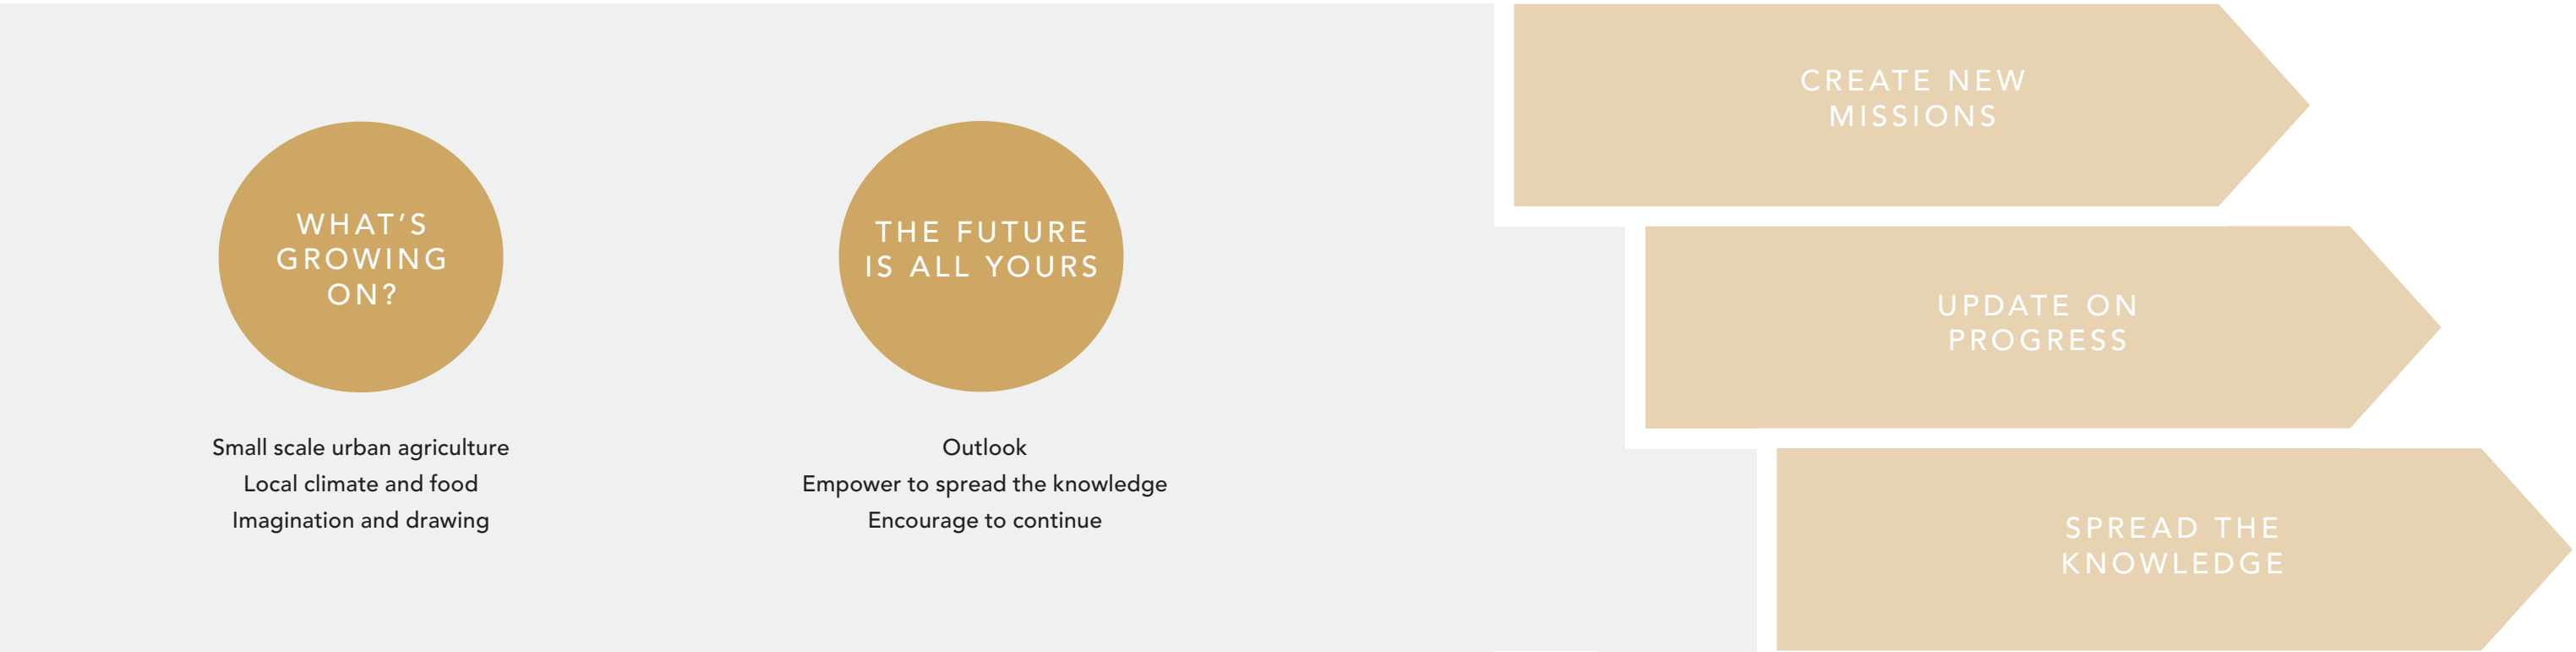 WHAT’S
GROWING
ON?
Small scale urban agriculture
Local climate and food
Imagination and drawing
THE FUTURE
IS ALL YOURS
Outlook
Empower to spread the knowledge
Encourage to continue
CREATE NEW
MISSIONS
UPDATE ON
PROGRESS
SPREAD THE
KNOWLEDGE